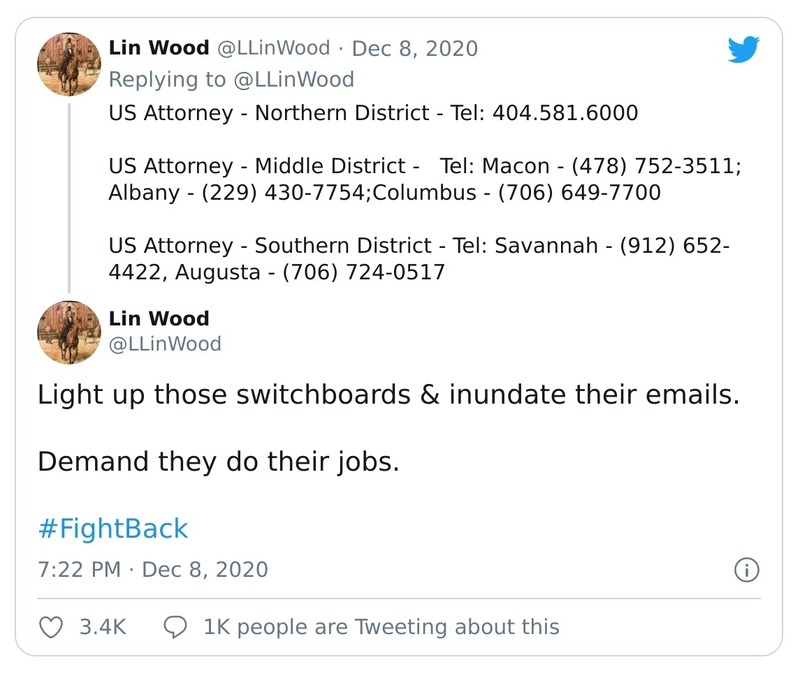 Lin Wood @LLinWood · Dec 8, 2020
Replying to @LLinWood
US Attorney - Northern District - Tel: 404.581.6000
US Attorney - Middle District -   Tel: Macon - (478) 752-3511;
Albany - (229) 430-7754;Columbus - (706) 649-7700
US Attorney - Southern District - Tel: Savannah - (912) 652-
4422, Augusta - (706) 724-0517
Lin Wood
@LLinWood
Light up those switchboards & inundate their emails.
Demand they do their jobs.
#FightBack
7:22 PM · Dec 8, 2020
3.4K 1K people are Tweeting about this